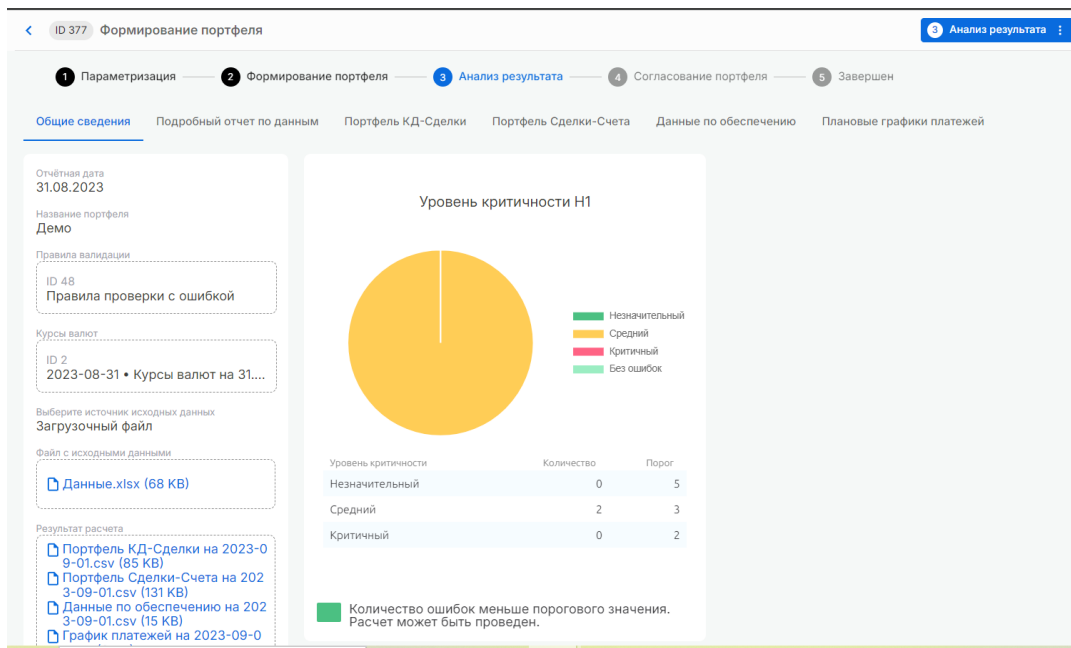 ID 377 Формирование портфеля
3 Анализ результата
1 Параметризация 2 Формирование портфеля 3 Анализ результата 4 Согласование портфеля 5 Завершен
Общие сведения Подробный отчет по данным Портфель КД-Сделки Портфель Сделки-Счета Данные по обеспечению Плановые графики платежей
Отчётная дата
31.08.2023
Название портфеля
Демо
Правила валидации
ID 48
Правила проверки с ошибкой
Курсы валют
ID 2
2023-08-31 • Курсы валют на 31....
Выберите источник исходных данных
Загрузочный файл
Файл с исходными данными
Данные.xlsx (68 KB)
Результат расчета
Портфель КД-Сделки на 2023-0
9-01.csv (85 KB)
Портфель Сделки-Счета на 202
3-09-01.csv (131 KB)
Данные по обеспечению на 202
3-09-01.csv (15 KB)
График платежей на 2023-09-0
Уровень критичности H1
Незначительный
Средний
Критичный
Без ошибок
Уровень критичности Количество Порог
Незначительный 0 5
Средний 2 3
Критичный 0 2
Количество ошибок меньше порогового значения.
Расчет может быть проведен.